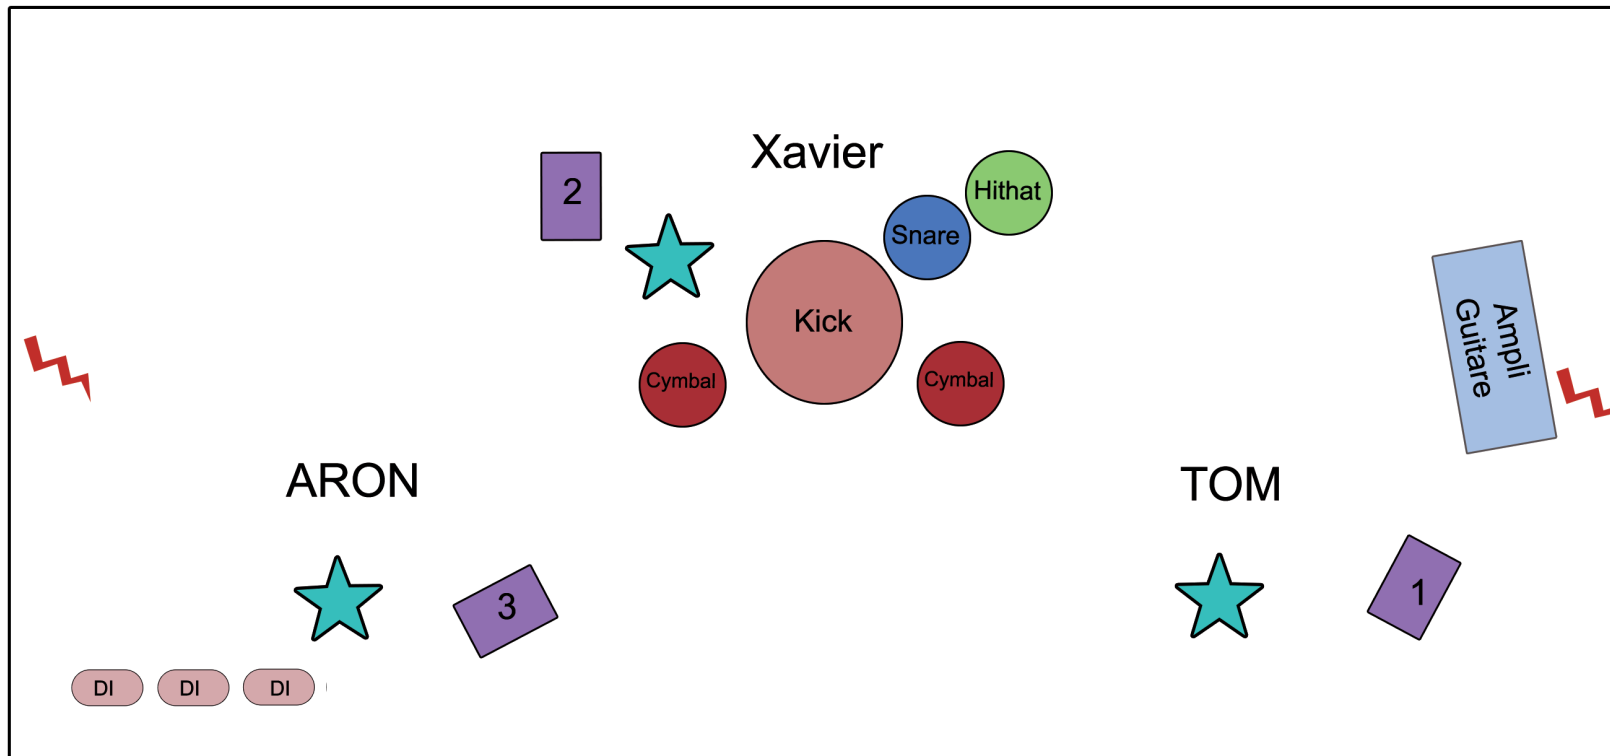 Xavier
2
Hithat
Snare
Kick
Cymbal
Cymbal
Ampli
Guitare
ARON
TOM
3
1
DI
DI
DI